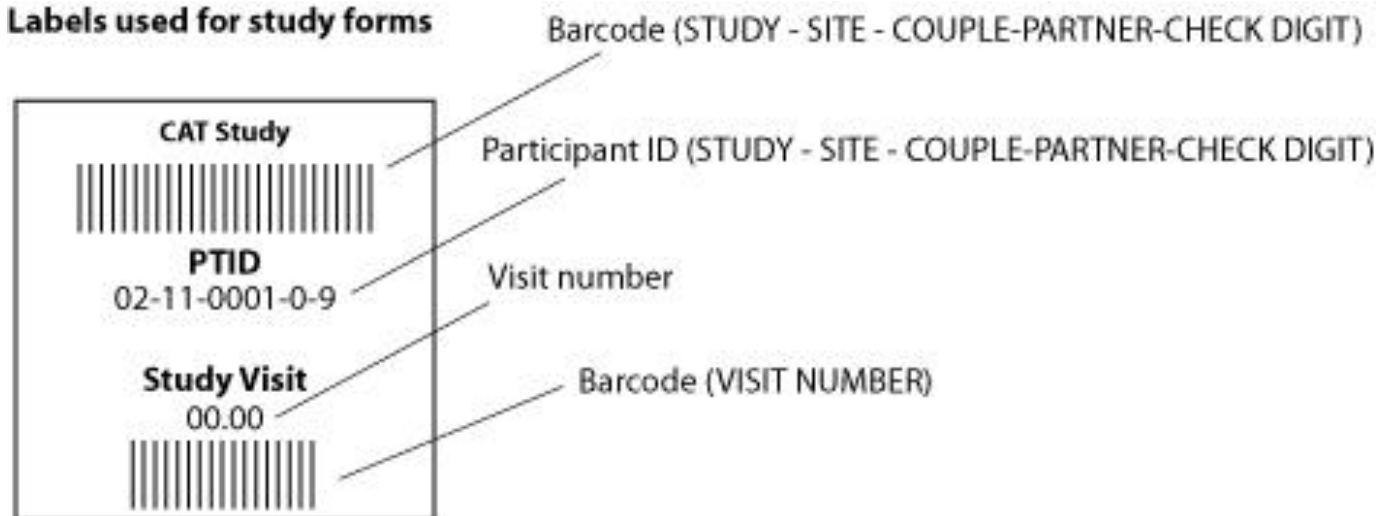 Labels used for study forms
Barcode (STUDY - SITE - COUPLE-PARTNER-CHECK DIGIT)
CAT Study
Participant ID (STUDY - SITE - COUPLE-PARTNER-CHECK DIGIT)
PTID
02-11-0001-0-9
Visit number
Study Visit
00.00
Barcode (VISIT NUMBER)